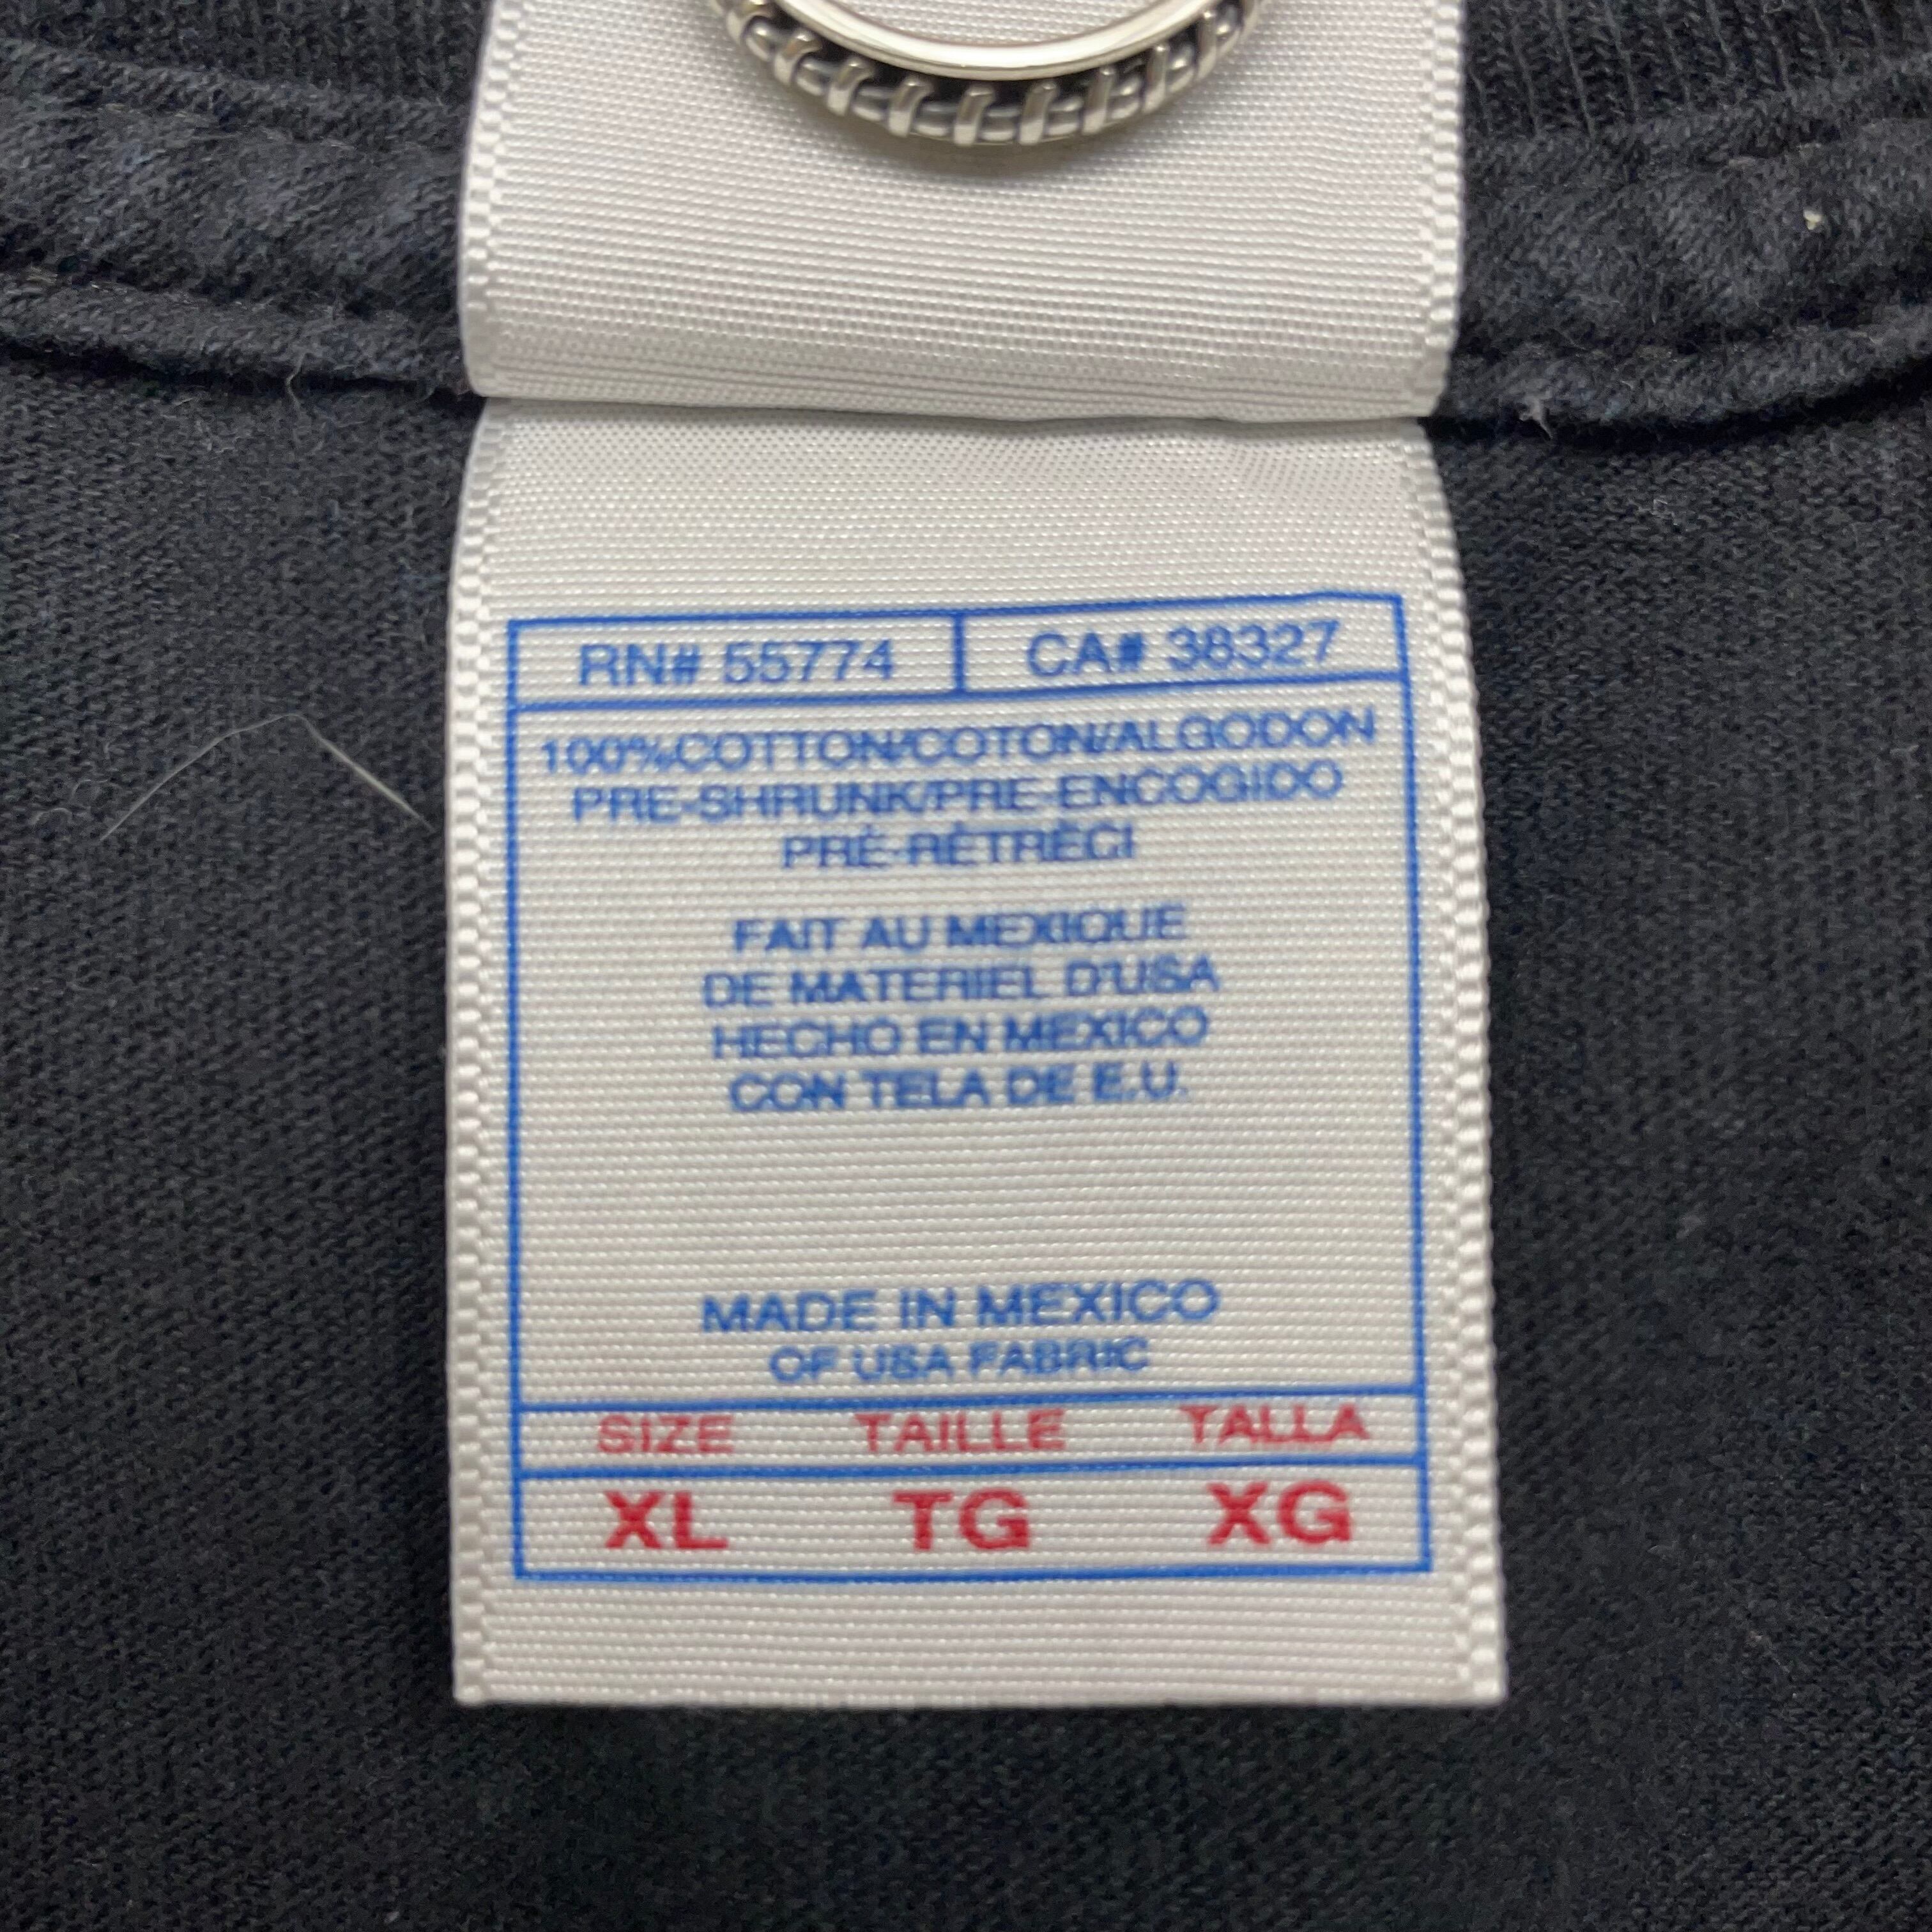 RN# 55774 CA# 38327
100%COTTON/COTON/ALGODON
PRE-SHRUNK/PRE-ENCOGIDO
PRÉ-RÉTRÉCI
FAIT AU MEXIQUE
DE MATERIIEL D'USA
HECHO EN MEXICO
CON TELA DE E.U.
MADE IN MEXICO
OF USA FABRIC
SIZE TAILLE TALLA
XL TG XG